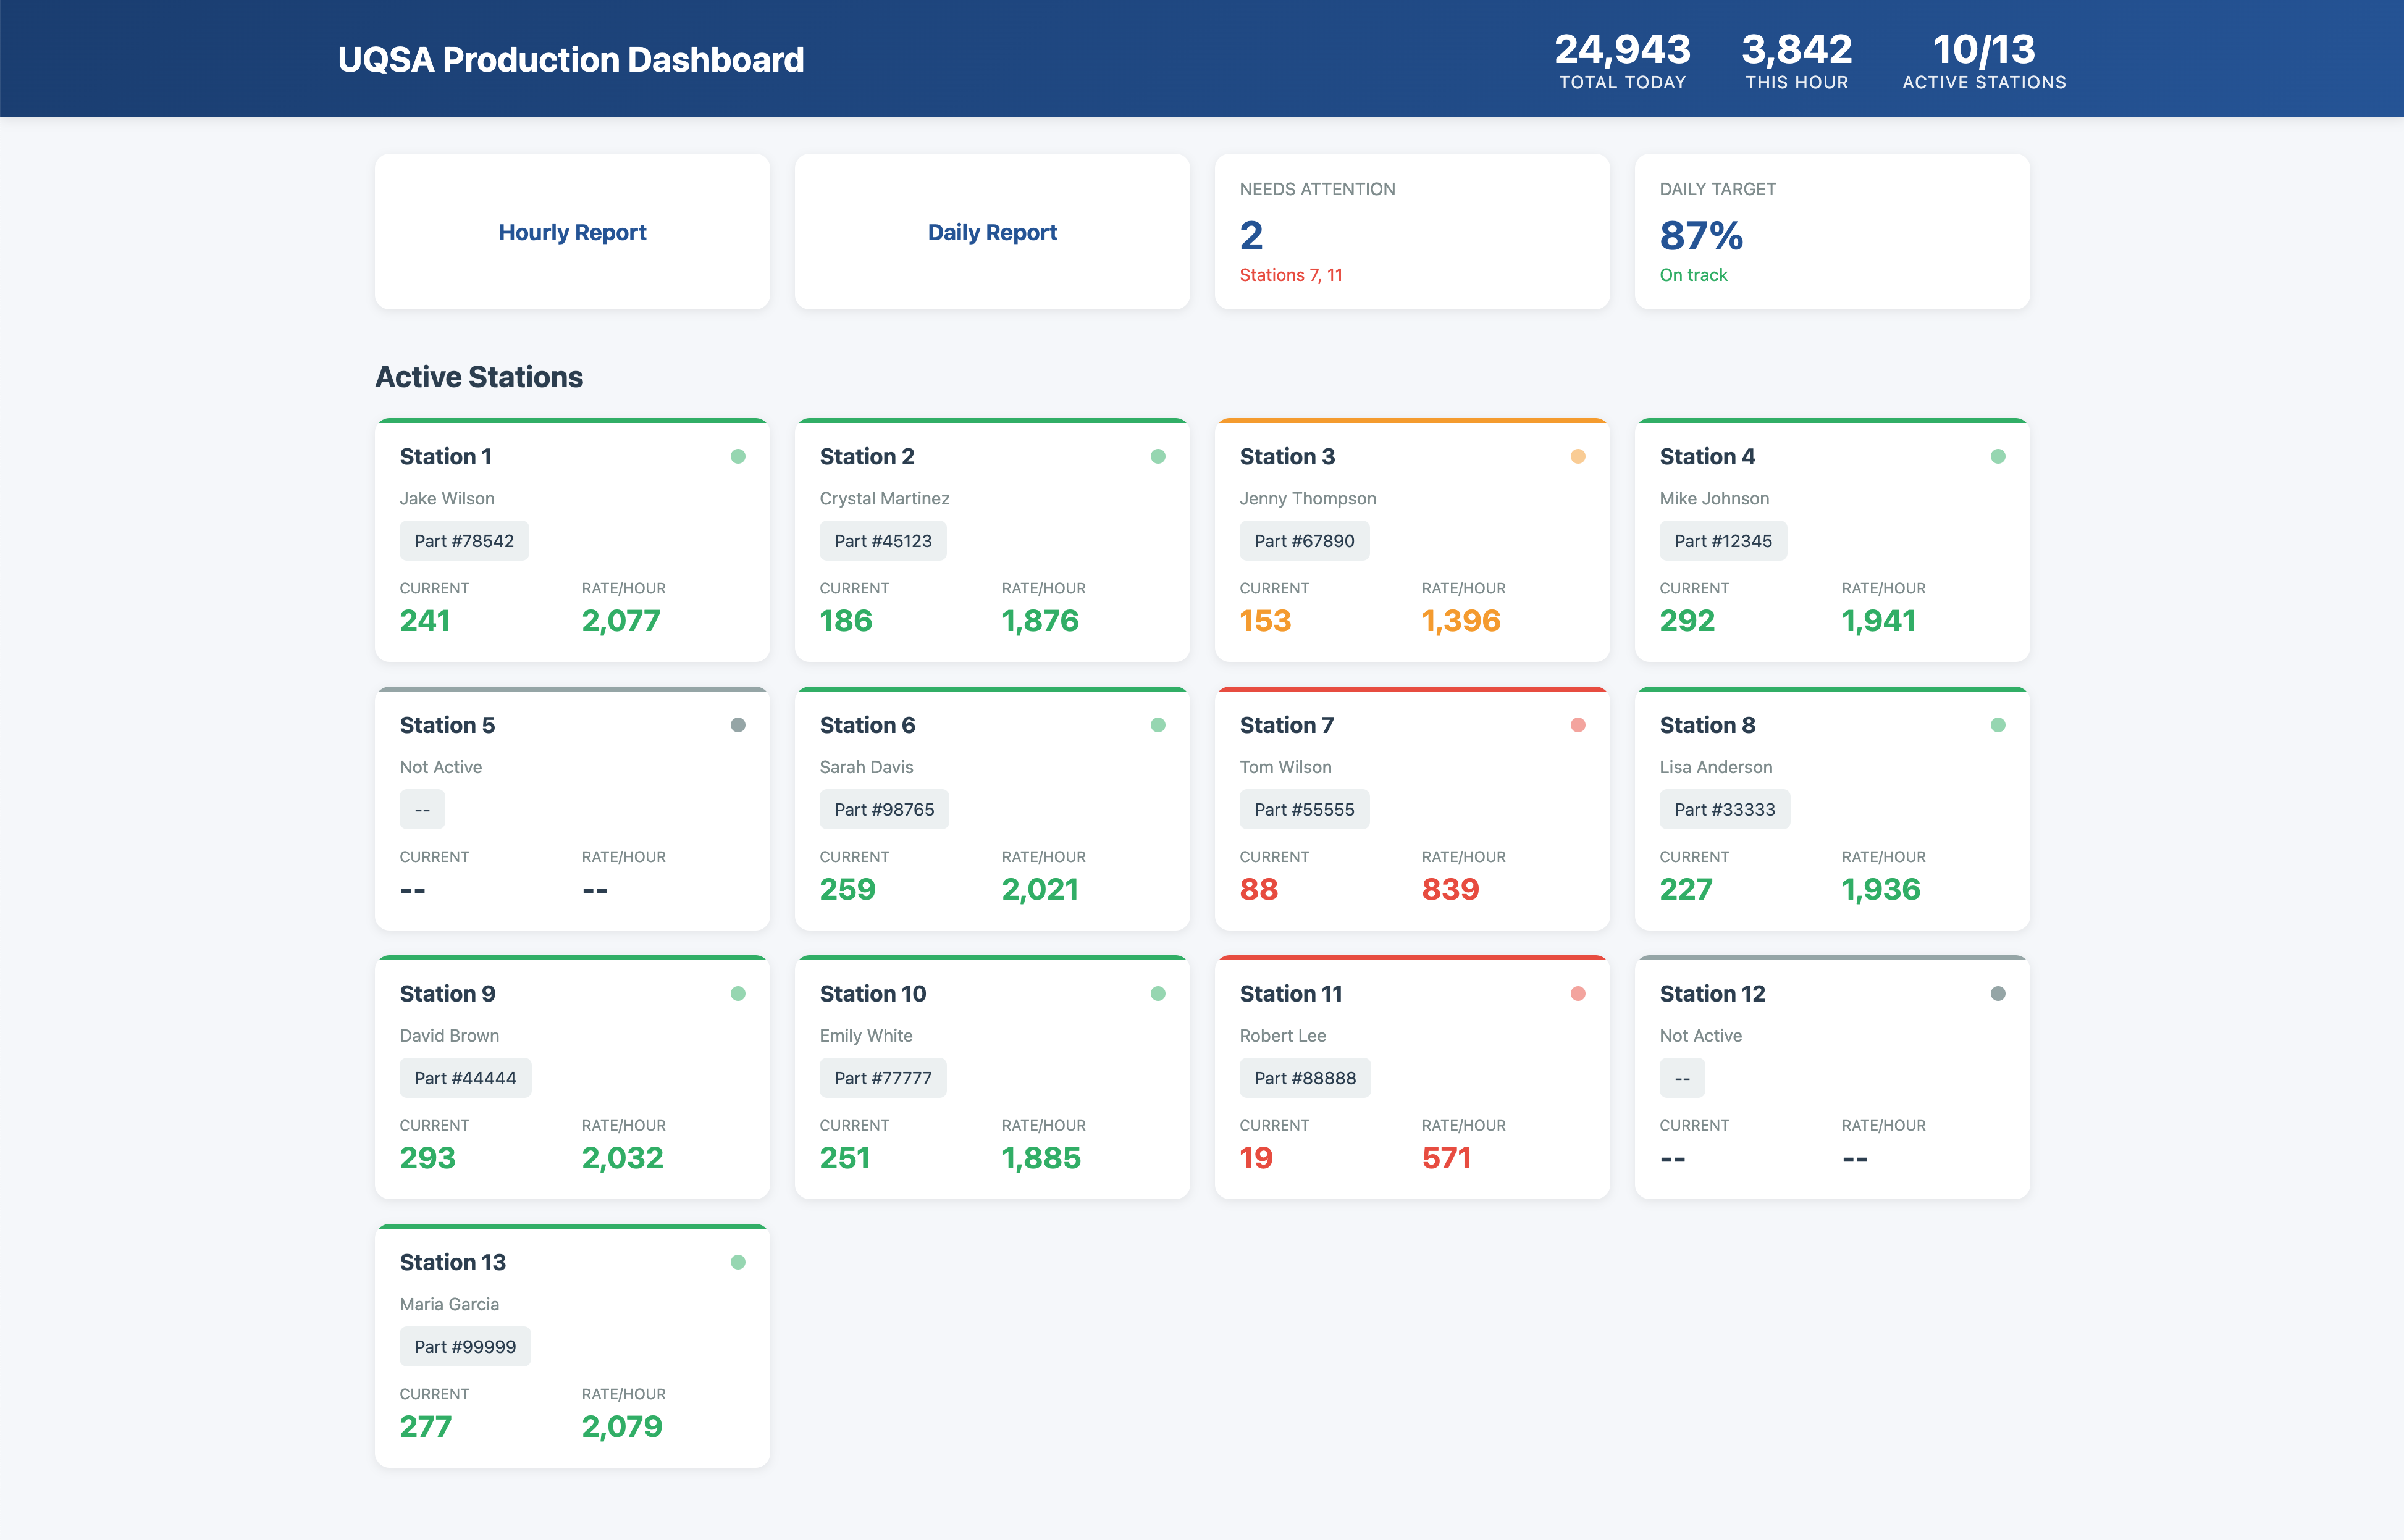 UQSA Production Dashboard
24,943
TOTAL TODAY
3,842
THIS HOUR
10/13
ACTIVE STATIONS
Hourly Report
Daily Report
NEEDS ATTENTION
2
Stations 7, 11
DAILY TARGET
87%
On track
Active Stations
Station 1
Jake Wilson
Part #78542
CURRENT RATE/HOUR
241 2,077
Station 2
Crystal Martinez
Part #45123
CURRENT RATE/HOUR
186 1,876
Station 3
Jenny Thompson
Part #67890
CURRENT RATE/HOUR
153 1,396
Station 4
Mike Johnson
Part #12345
CURRENT RATE/HOUR
292 1,941
Station 5
Not Active
--
CURRENT RATE/HOUR
-- --
Station 6
Sarah Davis
Part #98765
CURRENT RATE/HOUR
259 2,021
Station 7
Tom Wilson
Part #55555
CURRENT RATE/HOUR
88 839
Station 8
Lisa Anderson
Part #33333
CURRENT RATE/HOUR
227 1,936
Station 9
David Brown
Part #44444
CURRENT RATE/HOUR
293 2,032
Station 10
Emily White
Part #77777
CURRENT RATE/HOUR
251 1,885
Station 11
Robert Lee
Part #88888
CURRENT RATE/HOUR
19 571
Station 12
Not Active
--
CURRENT RATE/HOUR
-- --
Station 13
Maria Garcia
Part #99999
CURRENT RATE/HOUR
277 2,079